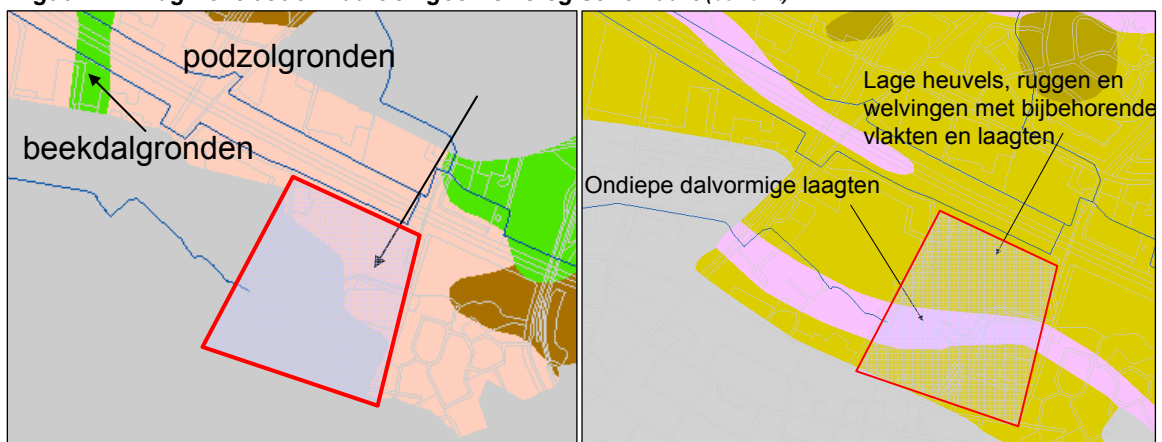 podzolgronden
beekdalgronden
Lage heuvels, ruggen en
welvingen met bijbehorende
vlakten en laagten
Ondiepe dalvormige laagten